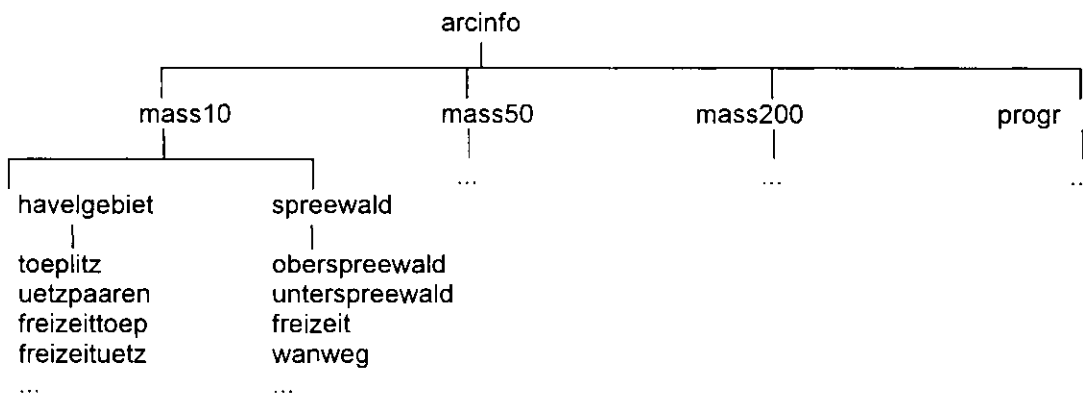 arcinfo
mass10 mass50 mass200 progr
... ... ...
havelgebiet spreewald
toeplitz oberspreewald
uetzpaaren unterspreewald
freizeittoep freizeit
freizeituetz wanweg
... ...